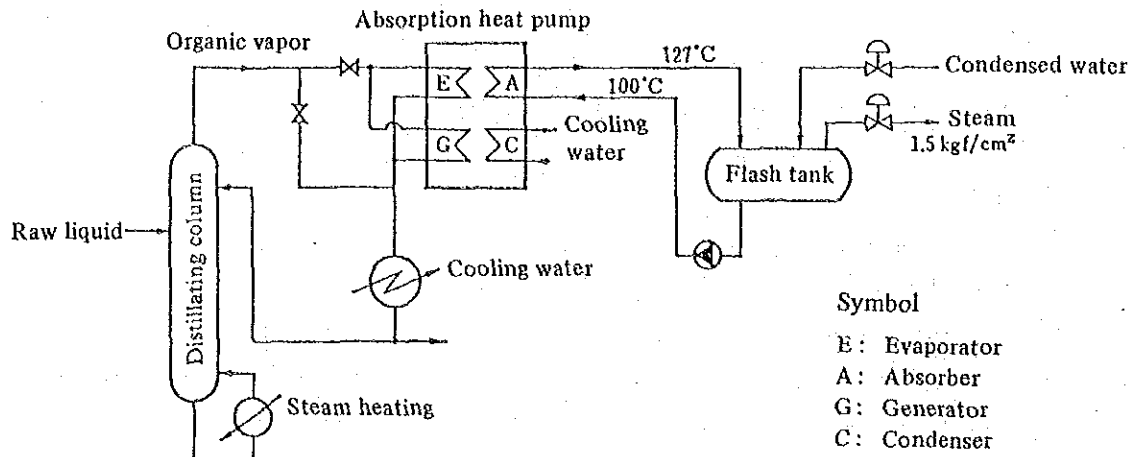 Absorption heat pump
Organic vapor
127°C
100°C
E
A
G
C
Cooling
water
Condensed water
Steam
1.5 kgf/cm²
Flash tank
Raw liquid
Distillating column
Cooling water
Steam heating
Symbol
E: Evaporator
A: Absorber
G: Generator
C: Condenser